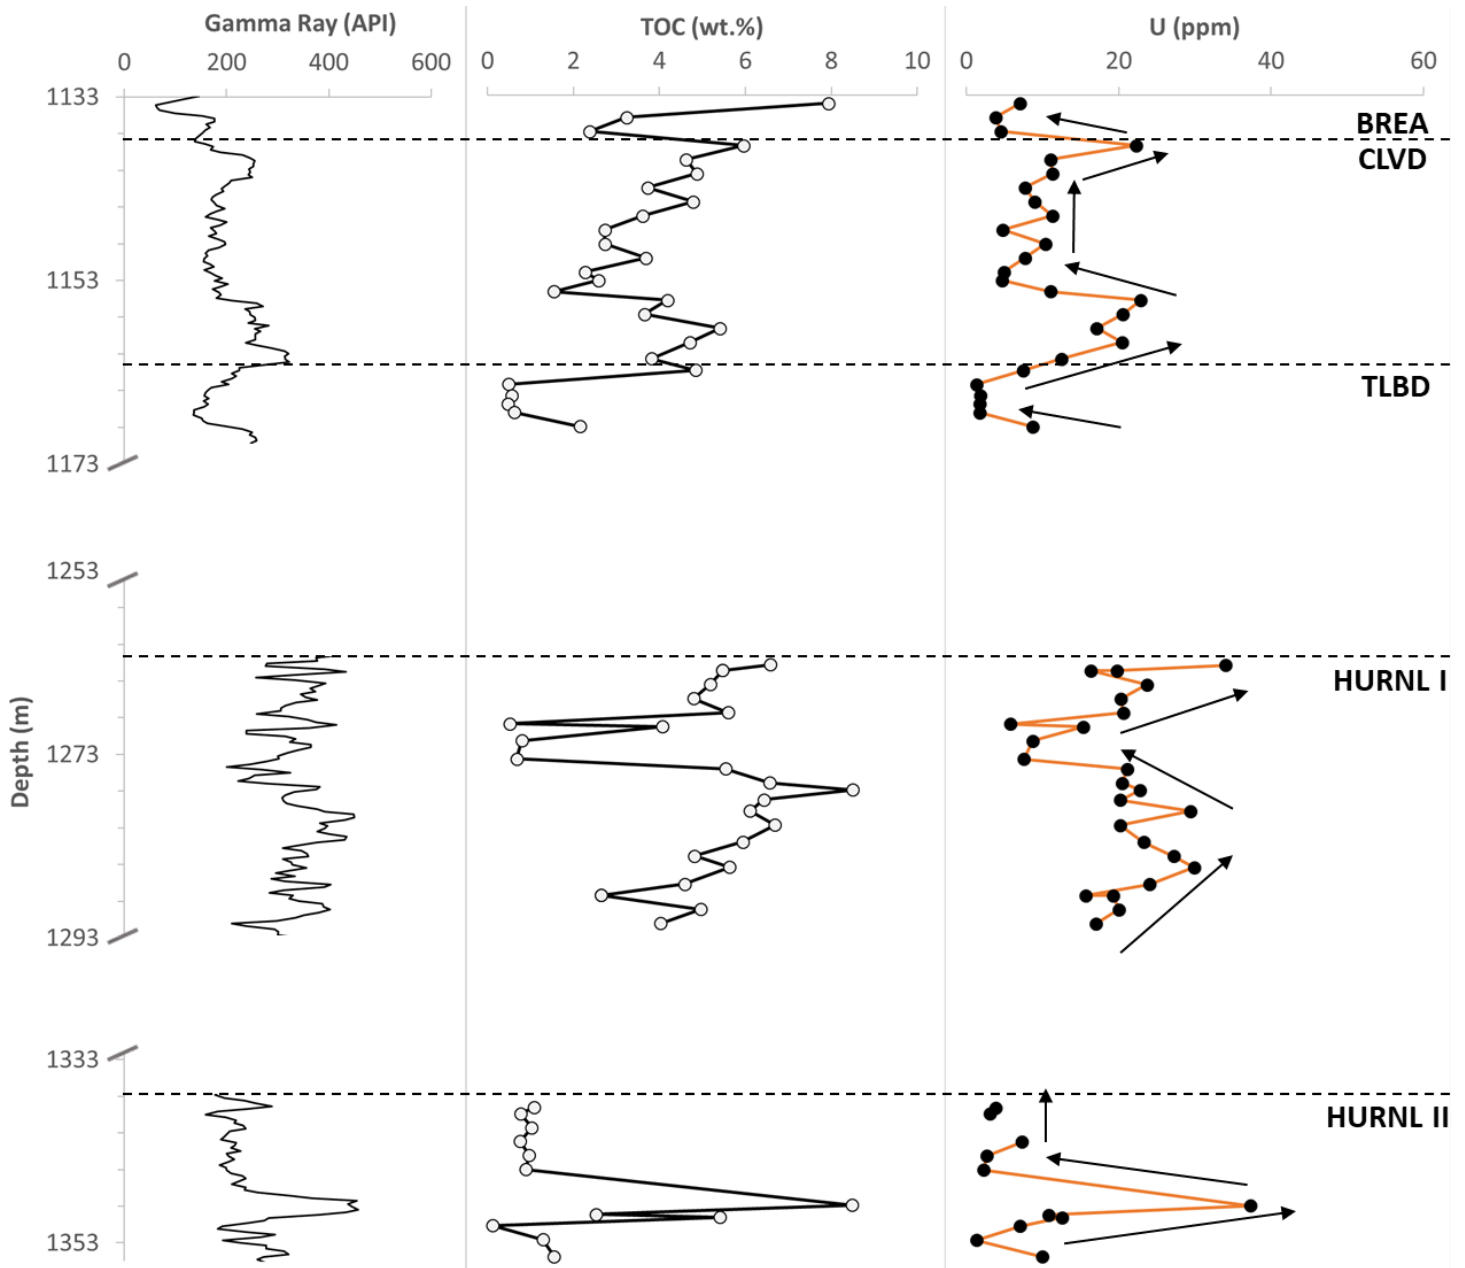 Gamma Ray (API)
TOC (wt.%)
U (ppm)
0 200 400 600
0 2 4 6 8 10
0 20 40 60
1133
BREA
CLVD
1153
TLBD
1173
1253
HURNL I
1273
Depth (m)
1293
1333
HURNL II
1353